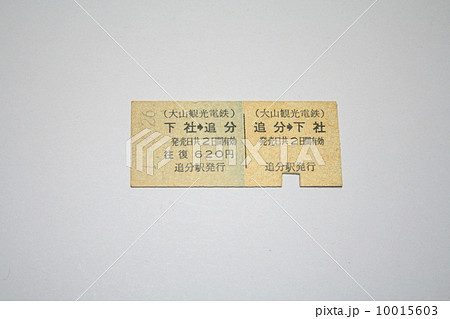 (大山観光電鉄)
下社➔追分
発売日共2日間有効
往復 620円
追分駅発行
(大山観光電鉄)
追分➔下社
発売日共2日間有効
追分駅発行
PIXTA
10015603